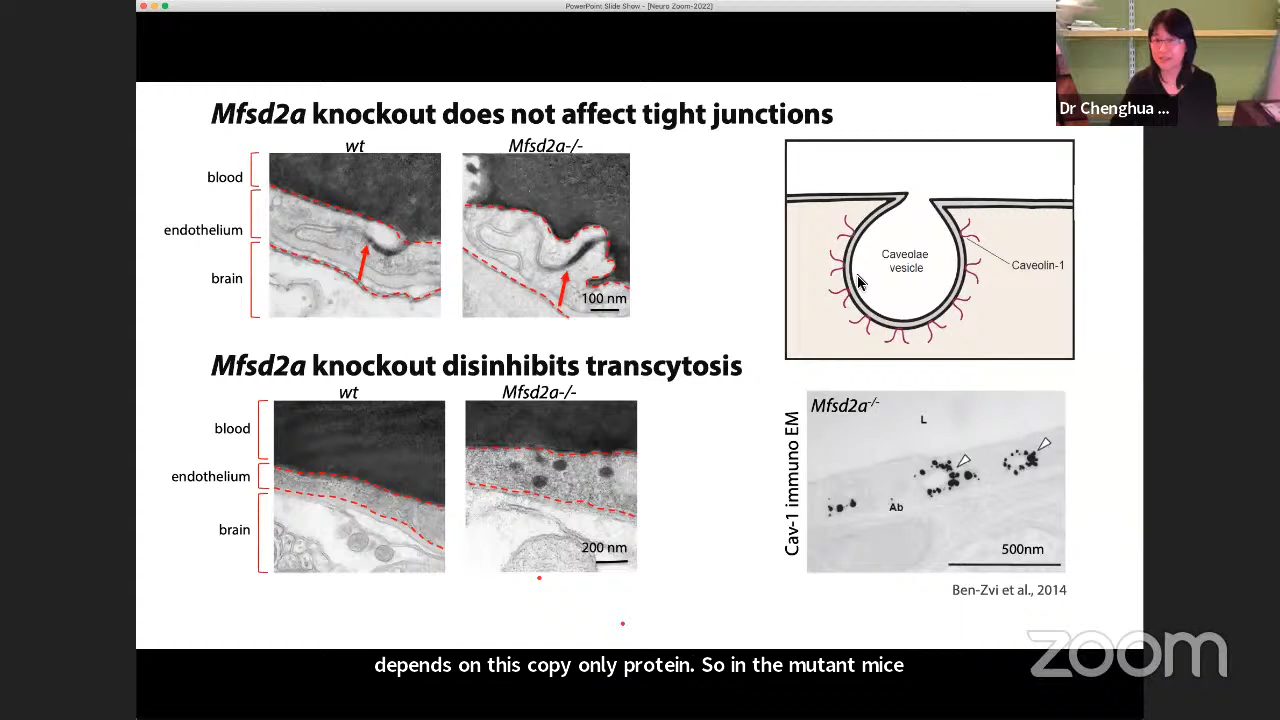 PowerPoint Slide Show - [Neuro Zoom-2022]
Dr Chenghua ...
Mfsd2a knockout does not affect tight junctions
wt
Mfsd2a-/-
blood
endothelium
brain
100 nm
Caveolae
vesicle
Caveolin-1
Mfsd2a knockout disinhibits transcytosis
wt
Mfsd2a-/-
blood
endothelium
brain
200 nm
Cav-1 immuno EM
Mfsd2a-/-
L
Ab
500nm
Ben-Zvi et al., 2014
depends on this copy only protein. So in the mutant mice
zoom